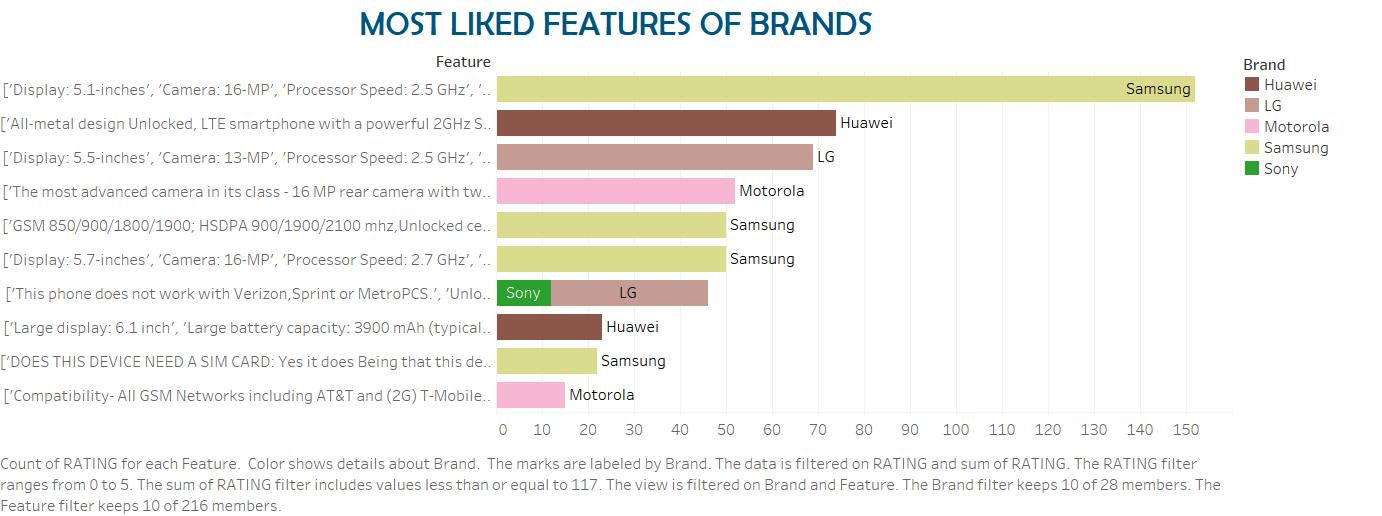 MOST LIKED FEATURES OF BRANDS
Feature
Brand
Huawei
LG
Motorola
Samsung
Sony
['Display: 5.1-inches', 'Camera: 16-MP', 'Processor Speed: 2.5 GHz', '.. Samsung
['All-metal design Unlocked, LTE smartphone with a powerful 2GHz S.. Huawei
['Display: 5.5-inches', 'Camera: 13-MP', 'Processor Speed: 2.5 GHz', '.. LG
['The most advanced camera in its class - 16 MP rear camera with tw.. Motorola
['GSM 850/900/1800/1900; HSDPA 900/1900/2100 mhz,Unlocked ce.. Samsung
['Display: 5.7-inches', 'Camera: 16-MP', 'Processor Speed: 2.7 GHz', '.. Samsung
['This phone does not work with Verizon,Sprint or MetroPCS.', 'Unlo.. Sony LG
['Large display: 6.1 inch', 'Large battery capacity: 3900 mAh (typical.. Huawei
['DOES THIS DEVICE NEED A SIM CARD: Yes it does Being that this de.. Samsung
['Compatibility- All GSM Networks including AT&T and (2G) T-Mobile.. Motorola
0 10 20 30 40 50 60 70 80 90 100 110 120 130 140 150
Count of RATING for each Feature.  Color shows details about Brand.  The marks are labeled by Brand. The data is filtered on RATING and sum of RATING. The RATING filter
ranges from 0 to 5. The sum of RATING filter includes values less than or equal to 117. The view is filtered on Brand and Feature. The Brand filter keeps 10 of 28 members. The
Feature filter keeps 10 of 216 members.